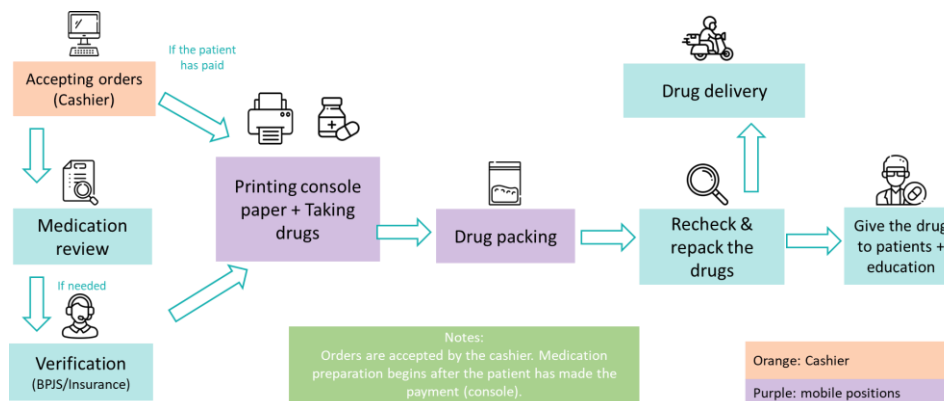 If the patient
has paid
Accepting orders
(Cashier)
Drug delivery
Medication
review
Printing console
paper + Taking
drugs
Drug packing
Recheck &
repack the
drugs
Give the drug
to patients +
education
If needed
Verification
(BPJS/Insurance)
Notes:
Orders are accepted by the cashier. Medication
preparation begins after the patient has made the
payment (console).
Orange: Cashier
Purple: mobile positions